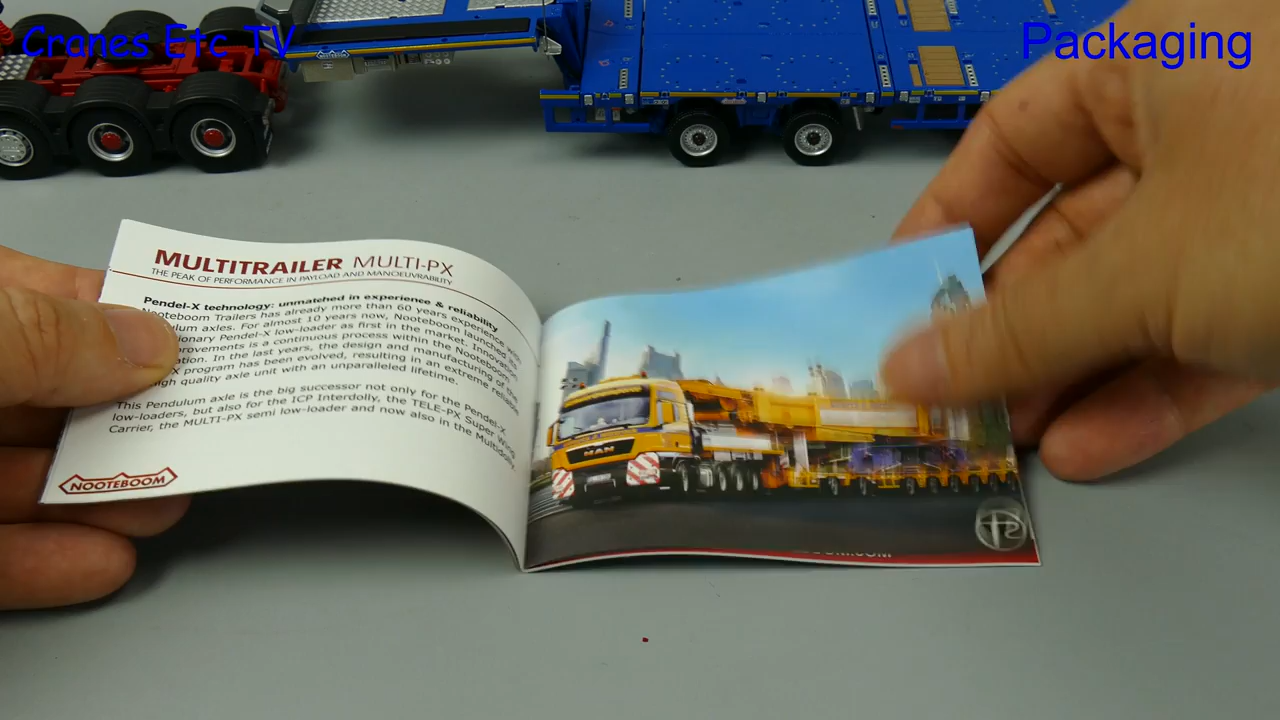 Cranes Etc TV
Packaging
MULTITRAILER MULTI-PX
THE PEAK OF PERFORMANCE IN PAYLOAD AND MANOEUVRABILITY
Pendel-X technology: unmatched in experience & reliability
Nooteboom Trailers has already more than 60 years experience with
axles. For almost 10 years now, Nooteboom launched its
Pendel-X low-loader as first in the market. Innovation
is a continuous process within the Nooteboom
In the last years, the design and manufacturing of the
X program has been evolved, resulting in an extreme reliable
high quality axle unit with an unparalleled lifetime.
This Pendulum axle is the big successor not only for the Pendel-X
low-loaders, but also for the ICP Interdolly, the TELE-PX Super Wing
Carrier, the MULTI-PX semi low-loader and now also in the Multidolly.
NOOTEBOOM
MAN